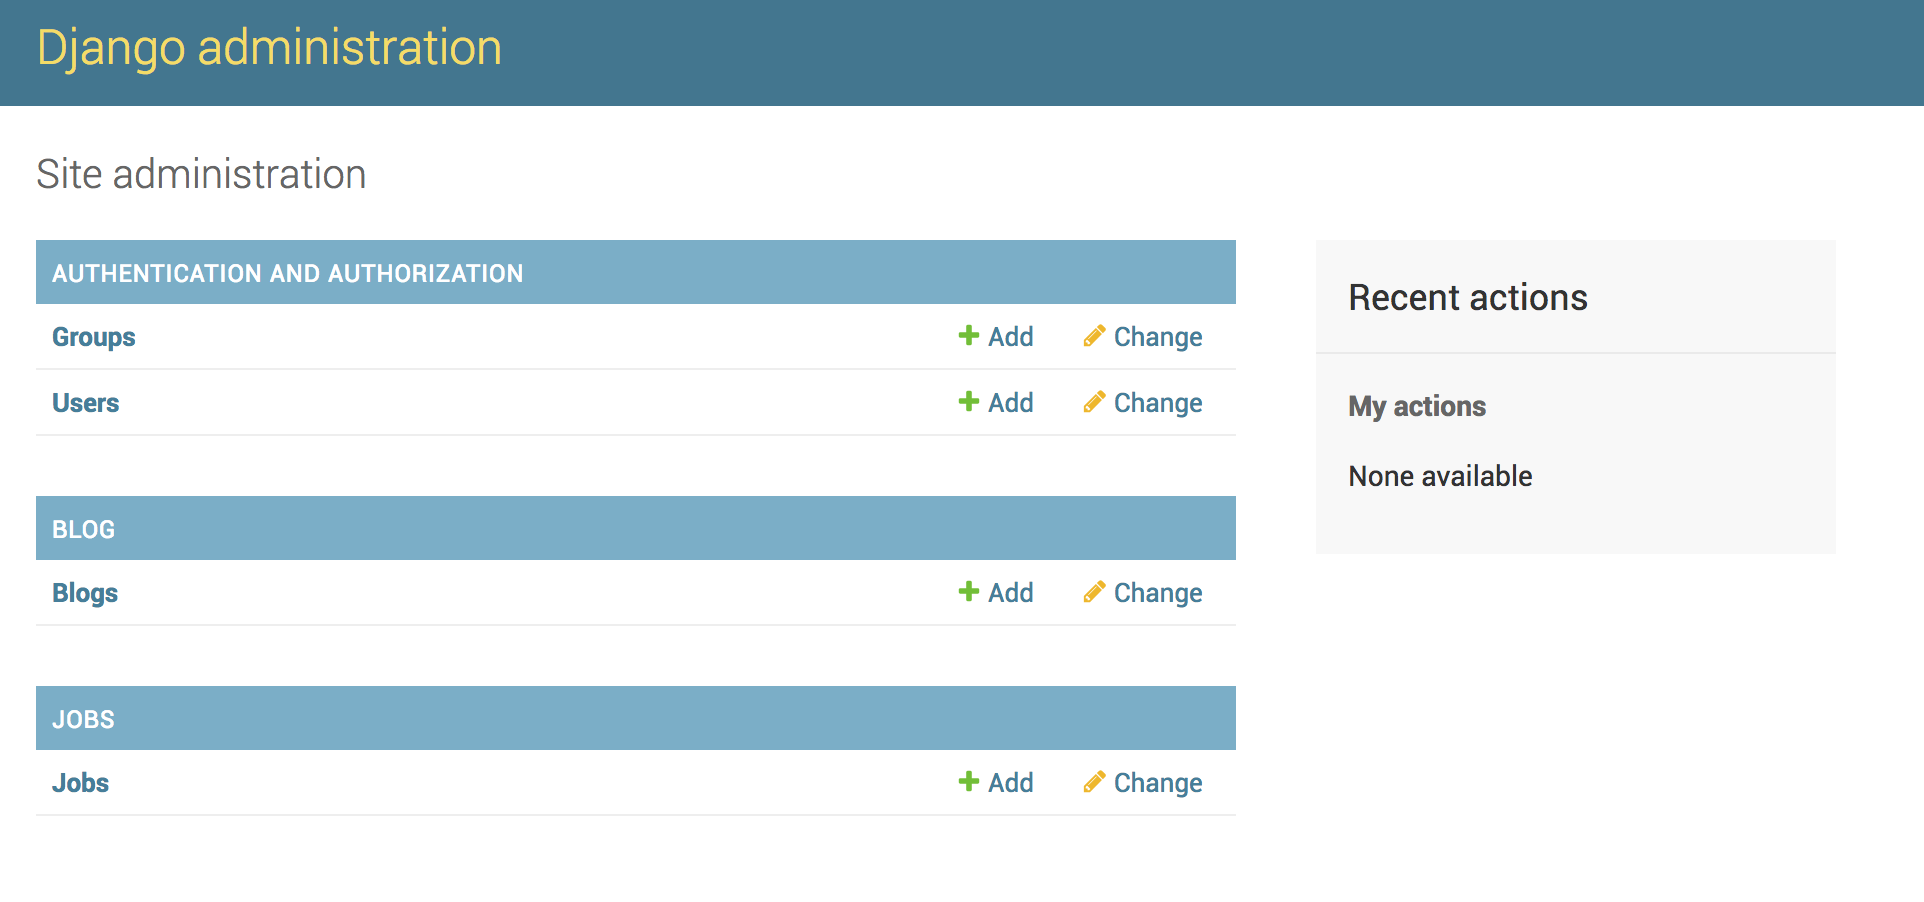 Django administration
Site administration
AUTHENTICATION AND AUTHORIZATION
Groups Add Change
Users Add Change
BLOG
Blogs Add Change
JOBS
Jobs Add Change
Recent actions
My actions
None available